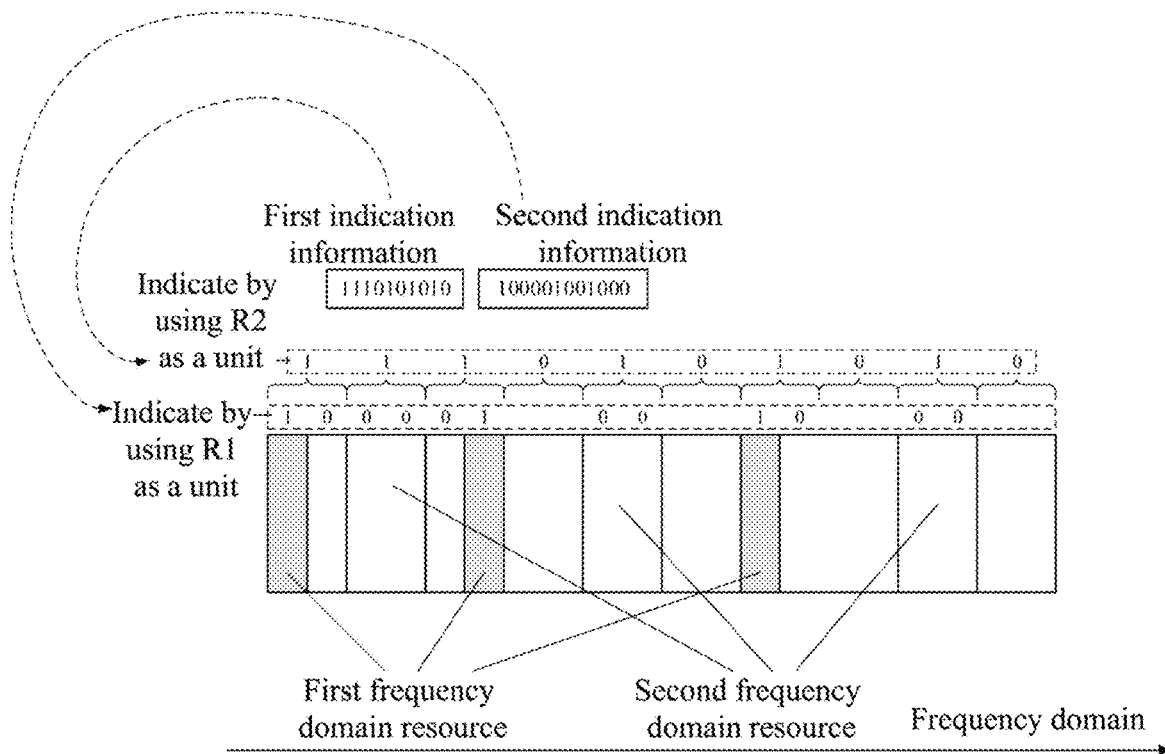 First indication
information
Second indication
information
Indicate by
using R2
as a unit
1110101010
100001001000
1 1 1 0 1 0 1 0 1 0
Indicate by
using R1
as a unit
1 0 0 0 0 1 0 0 1 0 0 0
First frequency
domain resource
Second frequency
domain resource
Frequency domain